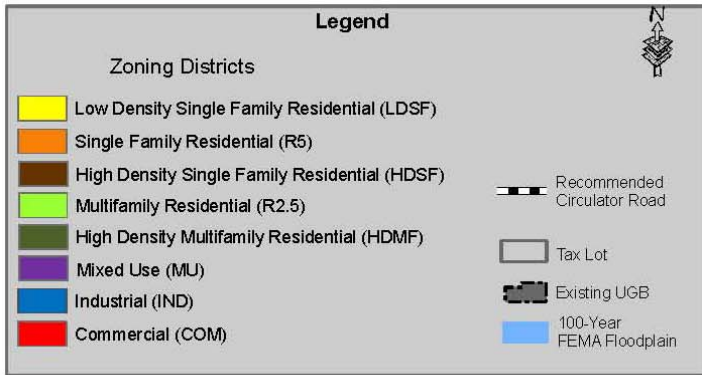 Legend
N
Zoning Districts
Low Density Single Family Residential (LDSF)
Single Family Residential (R5)
High Density Single Family Residential (HDSF)
Multifamily Residential (R2.5)
High Density Multifamily Residential (HDMF)
Mixed Use (MU)
Industrial (IND)
Commercial (COM)
Recommended
Circulator Road
Tax Lot
Existing UGB
100-Year
FEMA Floodplain